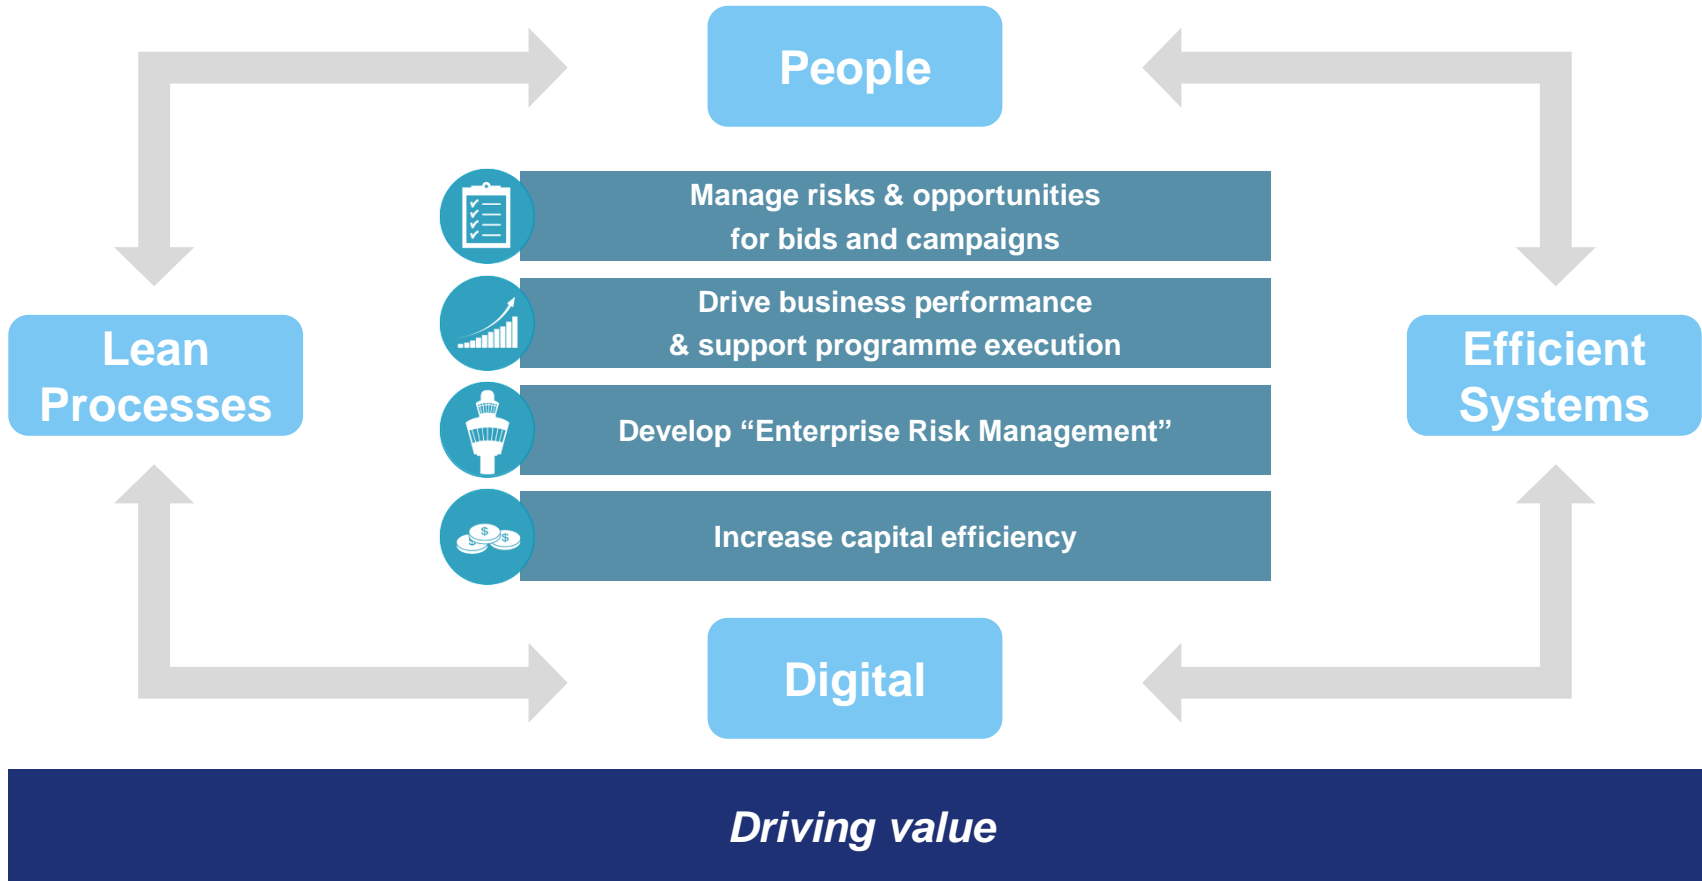 People
Manage risks & opportunities
for bids and campaigns
Drive business performance
& support programme execution
Lean
Processes
Efficient
Systems
Develop “Enterprise Risk Management”
Increase capital efficiency
Digital
Driving value